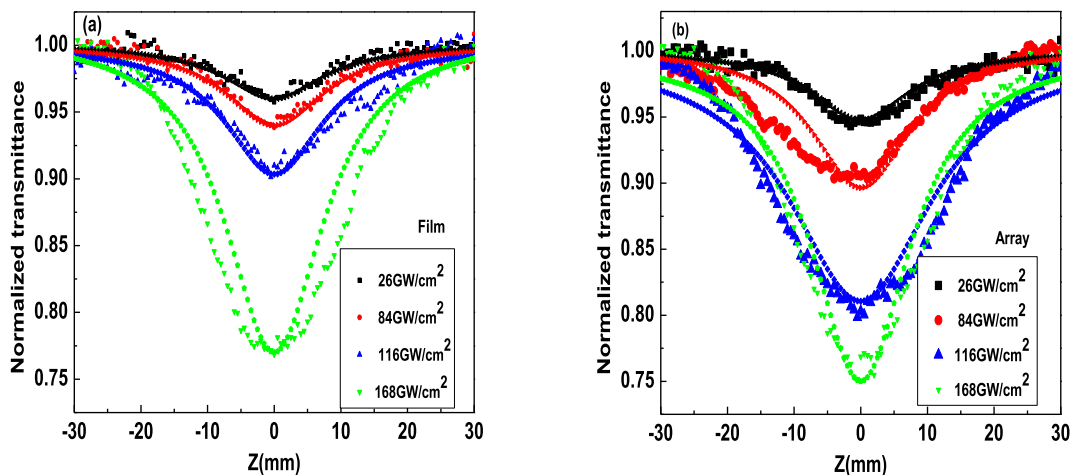 (a)
Normalized transmittance
1.00
0.95
0.90
0.85
0.80
0.75
Film
26GW/cm²
84GW/cm²
116GW/cm²
168GW/cm²
-30 -20 -10 0 10 20 30
Z(mm)
(b)
Normalized transmittance
1.00
0.95
0.90
0.85
0.80
0.75
Array
26GW/cm²
84GW/cm²
116GW/cm²
168GW/cm²
-30 -20 -10 0 10 20 30
Z(mm)